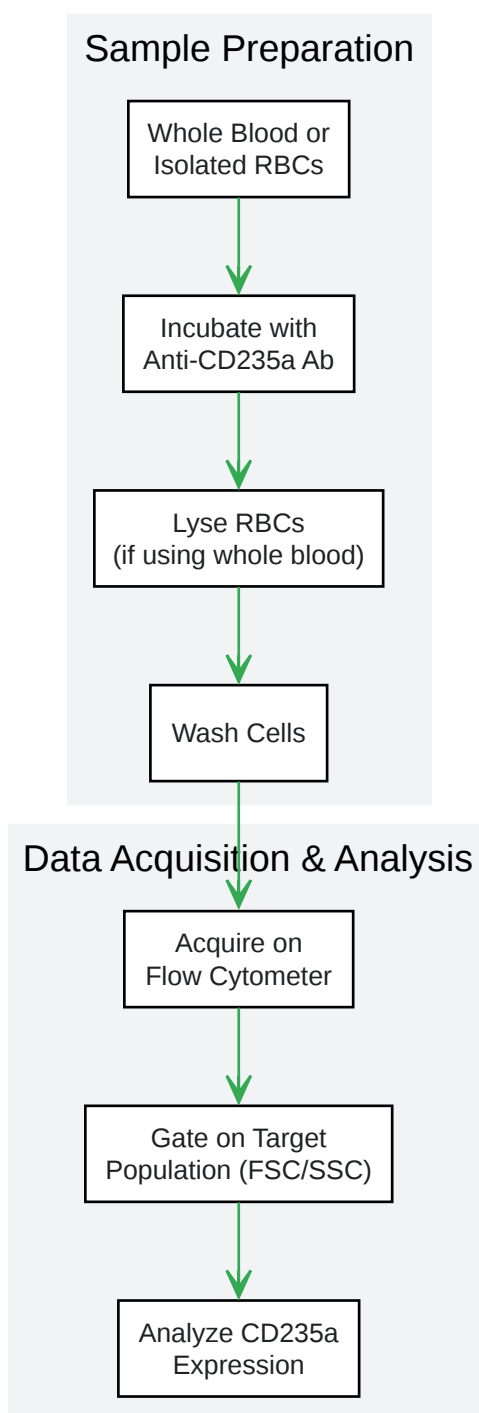 Sample Preparation
Whole Blood or
Isolated RBCs
Incubate with
Anti-CD235a Ab
Lyse RBCs
(if using whole blood)
Wash Cells
Data Acquisition & Analysis
Acquire on
Flow Cytometer
Gate on Target
Population (FSC/SSC)
Analyze CD235a
Expression